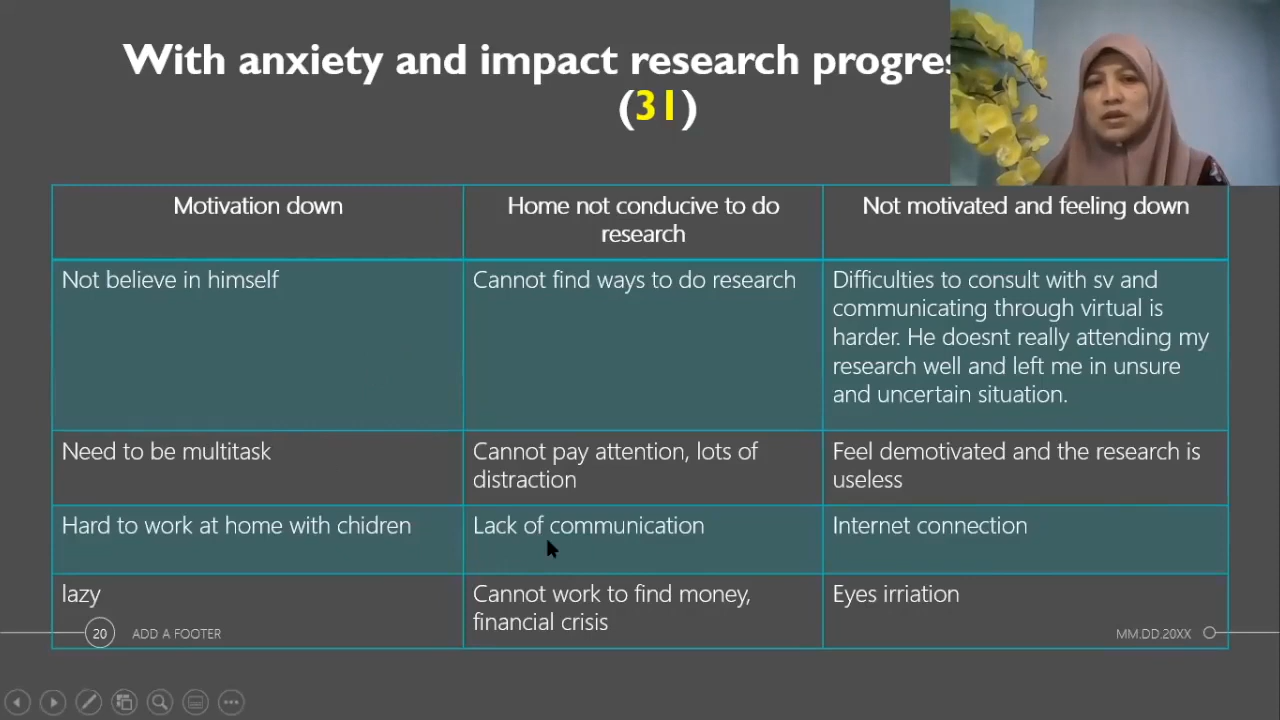 With anxiety and impact research
(31)
Motivation down
Home not conducive to do
research
Not motivated and feeling down
Not believe in himself
Cannot find ways to do research
Difficulties to consult with sv and
communicating through virtual is
harder. He doesnt really attending my
research well and left me in unsure
and uncertain situation.
Need to be multitask
Cannot pay attention, lots of
distraction
Feel demotivated and the research is
useless
Hard to work at home with chidren
Lack of communication
Internet connection
lazy
Cannot work to find money,
financial crisis
Eyes irriation
20
ADD A FOOTER
MM.DD.20XX